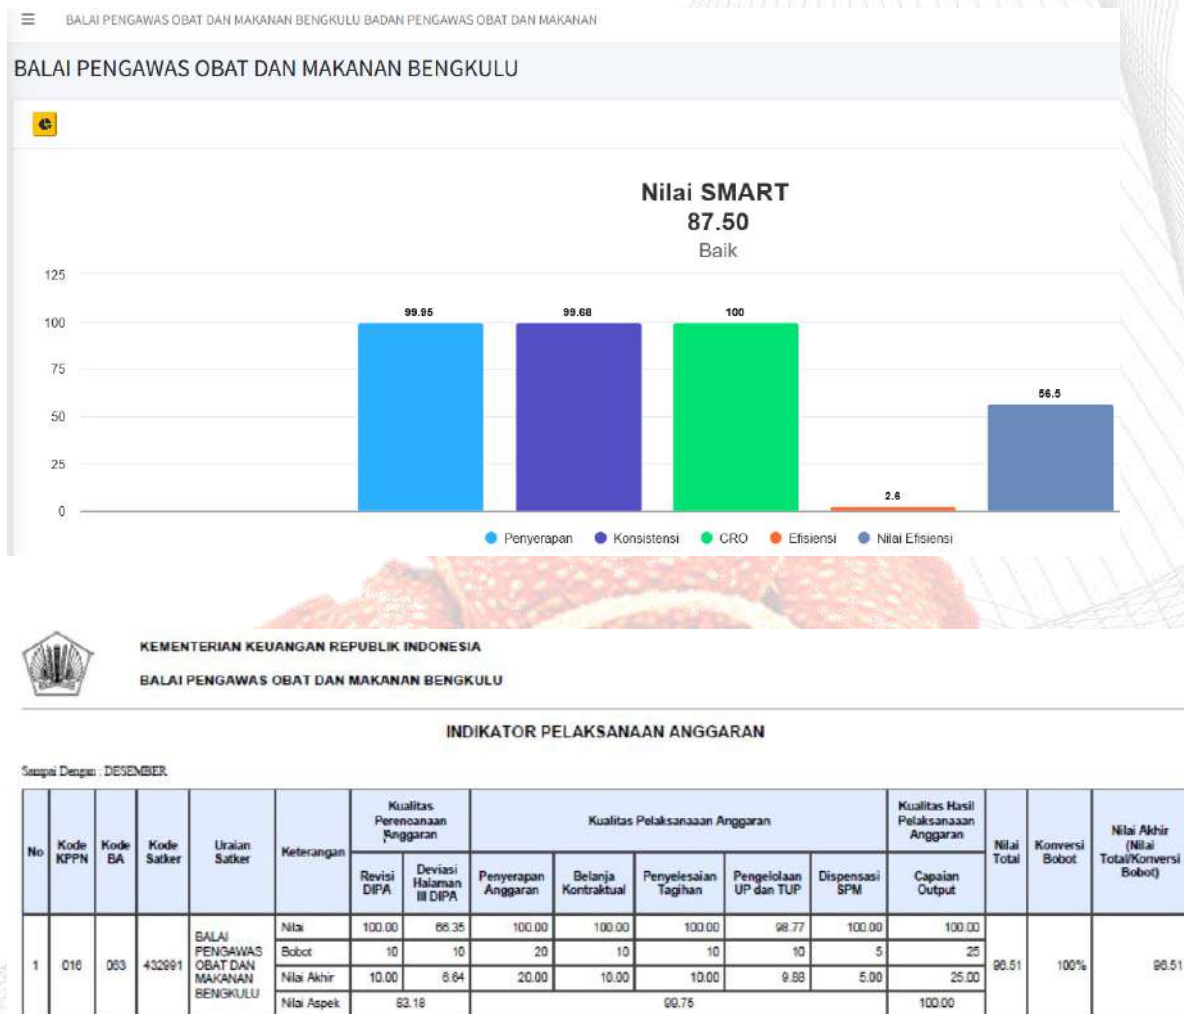 BALAI PENGAWAS OBAT DAN MAKANAN BENGKULU BADAN PENGAWAS OBAT DAN MAKANAN
BALAI PENGAWAS OBAT DAN MAKANAN BENGKULU
Nilai SMART
87.50
Baik
125
100
75
50
25
0
99.95
99.68
100
2.6
56.5
Penyerapan Konsistensi CRO Efisiensi Nilai Efisiensi
KEMENTERIAN KEUANGAN REPUBLIK INDONESIA
BALAI PENGAWAS OBAT DAN MAKANAN BENGKULU
INDIKATOR PELAKSANAAN ANGGARAN
Sampai Dengan : DESEMBER
No
Kode KPPN
Kode BA
Kode Satker
Uraian Satker
Keterangan
Kualitas Perencanaan Anggaran
Kualitas Pelaksanaaan Anggaran
Kualitas Hasil Pelaksanaaan Anggaran
Nilai Total
Konversi Bobot
Nilai Akhir (Nilai Total/Konversi Bobot)
Revisi DIPA
Deviasi Halaman III DIPA
Penyerapan Anggaran
Belanja Kontraktual
Penyelesaian Tagihan
Pengelolaan UP dan TUP
Dispensasi SPM
Capaian Output
1 016 063 432991
BALAI PENGAWAS OBAT DAN MAKANAN BENGKULU
Nilai 100.00 66.35 100.00 100.00 100.00 98.77 100.00 100.00
Bobot 10 10 20 10 10 10 5 25
Nilai Akhir 10.00 6.64 20.00 10.00 10.00 9.88 5.00 25.00
Nilai Aspek 83.18 99.75 100.00
96.51 100% 96.51